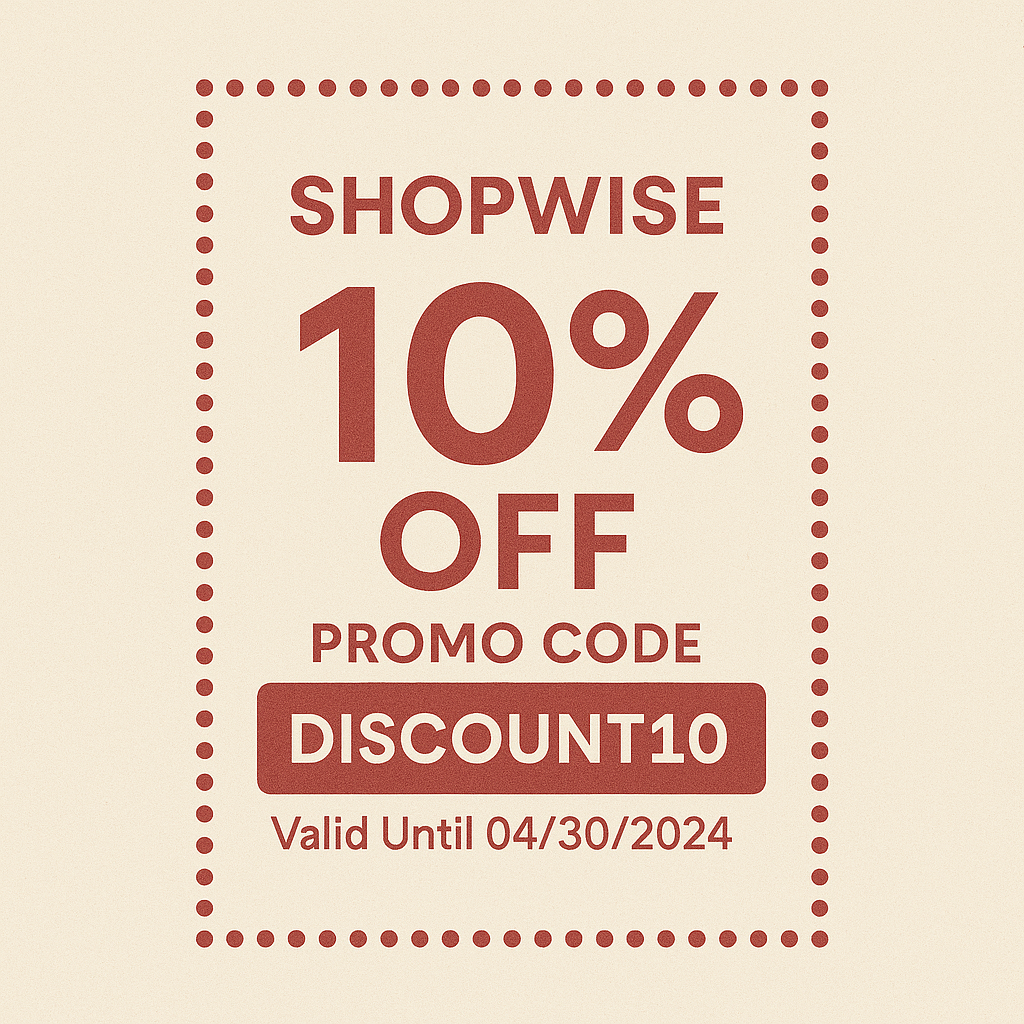 SHOPWISE
10%
OFF
PROMO CODE
DISCOUNT10
Valid Until 04/30/2024